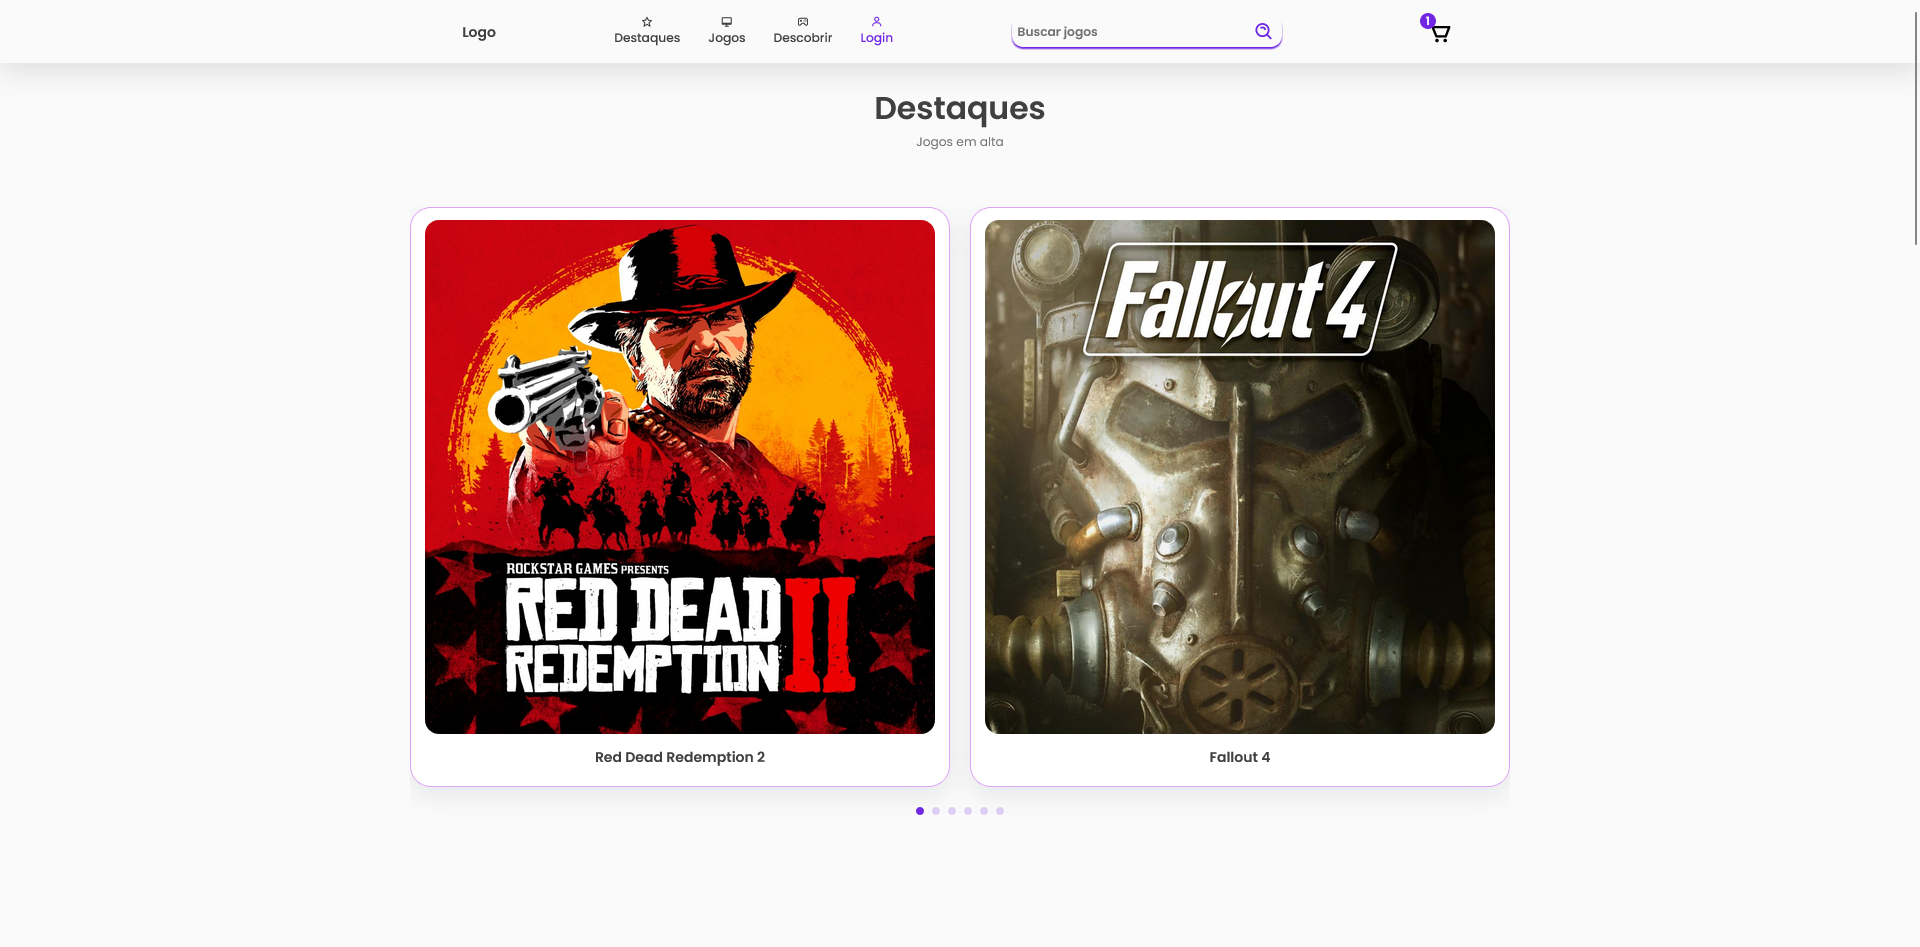 Logo
Destaques
Jogos
Descobrir
Login
Buscar jogos
1
Destaques
Jogos em alta
ROCKSTAR GAMES PRESENTS
RED DEAD
REDEMPTION II
Fallout 4
Red Dead Redemption 2
Fallout 4